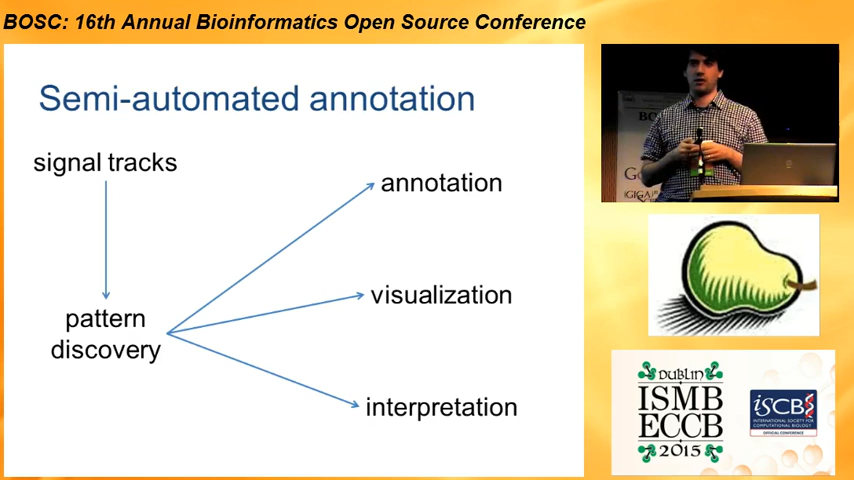 BOSC: 16th Annual Bioinformatics Open Source Conference
Semi-automated annotation
signal tracks
annotation
visualization
pattern
discovery
interpretation
DUBLIN
ISMB
ECCB
2015
iSCB
INTERNATIONAL SOCIETY FOR
COMPUTATIONAL BIOLOGY
OFFICIAL CONFERENCE